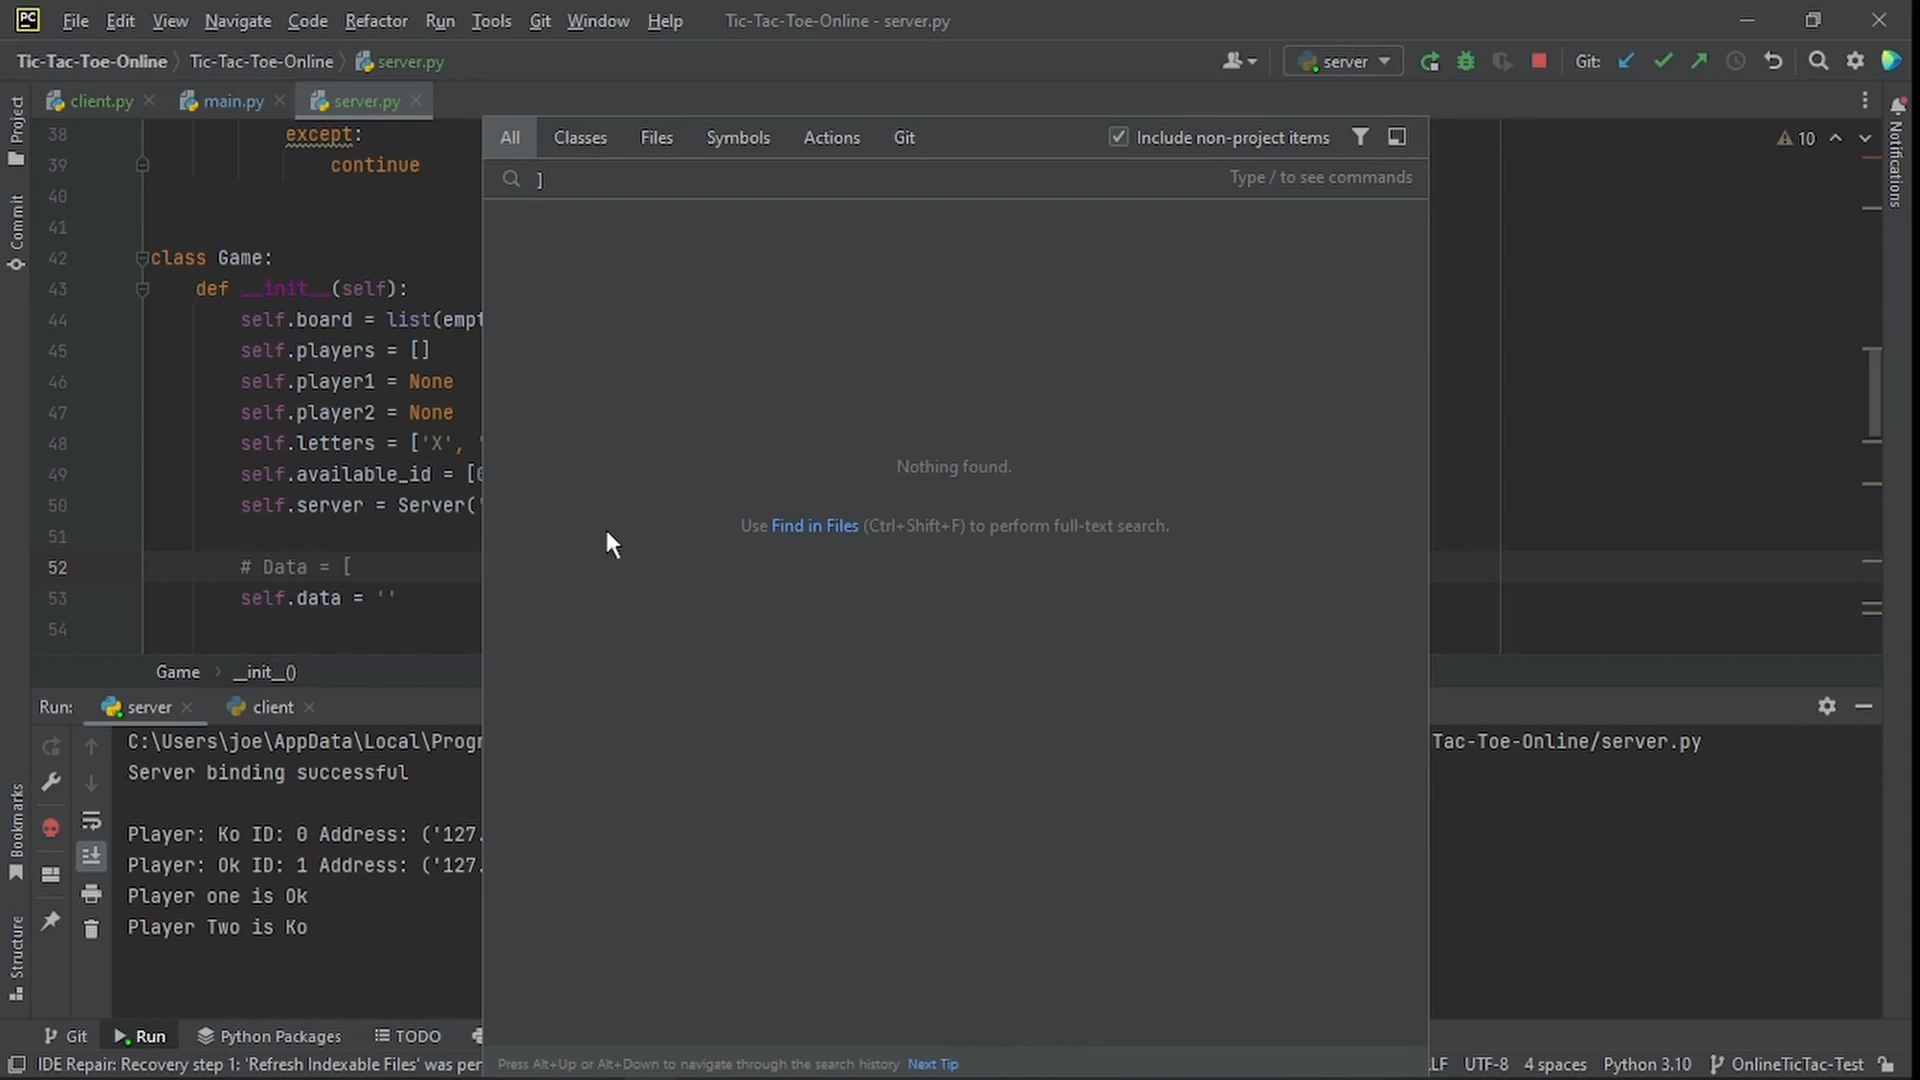 PC File Edit View Navigate Code Refactor Run Tools Git Window Help Tic-Tac-Toe-Online - server.py
Tic-Tac-Toe-Online Tic-Tac-Toe-Online server.py server Git:
client.py main.py server.py
Project
Commit
Bookmarks
Structure
Notifications
All Classes Files Symbols Actions Git Include non-project items
]
Type / to see commands
Nothing found.
Use Find in Files (Ctrl+Shift+F) to perform full-text search.
Press Alt+Up or Alt+Down to navigate through the search history Next Tip
10
38 except:
39 continue
40
41
42 class Game:
43 def __init__(self):
44 self.board = list(empt
45 self.players = []
46 self.player1 = None
47 self.player2 = None
48 self.letters = ['X', '
49 self.available_id = [0
50 self.server = Server('
51
52 # Data = [
53 self.data = ''
54
Game __init__()
Run: server client
C:\Users\joe\AppData\Local\Progr Tac-Toe-Online/server.py
Server binding successful
Player: Ko ID: 0 Address: ('127.
Player: Ok ID: 1 Address: ('127.
Player one is Ok
Player Two is Ko
Git Run Python Packages TODO
IDE Repair: Recovery step 1: 'Refresh Indexable Files' was per LF UTF-8 4 spaces Python 3.10 OnlineTicTac-Test